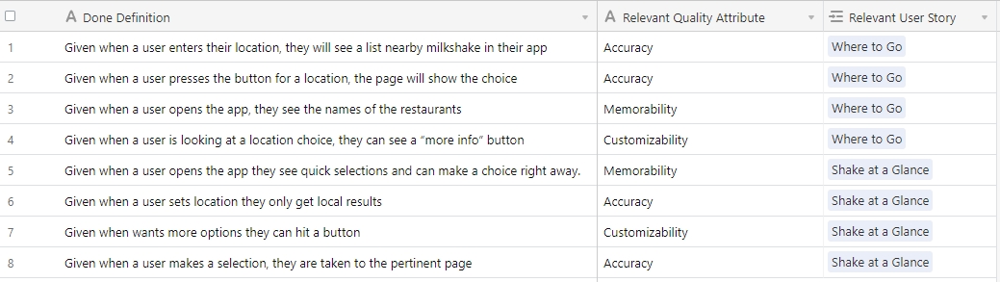 Done Definition Relevant Quality Attribute Relevant User Story
1 Given when a user enters their location, they will see a list nearby milkshake in their app Accuracy Where to Go
2 Given when a user presses the button for a location, the page will show the choice Accuracy Where to Go
3 Given when a user opens the app, they see the names of the restaurants Memorability Where to Go
4 Given when a user is looking at a location choice, they can see a “more info” button Customizability Where to Go
5 Given when a user opens the app they see quick selections and can make a choice right away. Memorability Shake at a Glance
6 Given when a user sets location they only get local results Accuracy Shake at a Glance
7 Given when wants more options they can hit a button Customizability Shake at a Glance
8 Given when a user makes a selection, they are taken to the pertinent page Accuracy Shake at a Glance